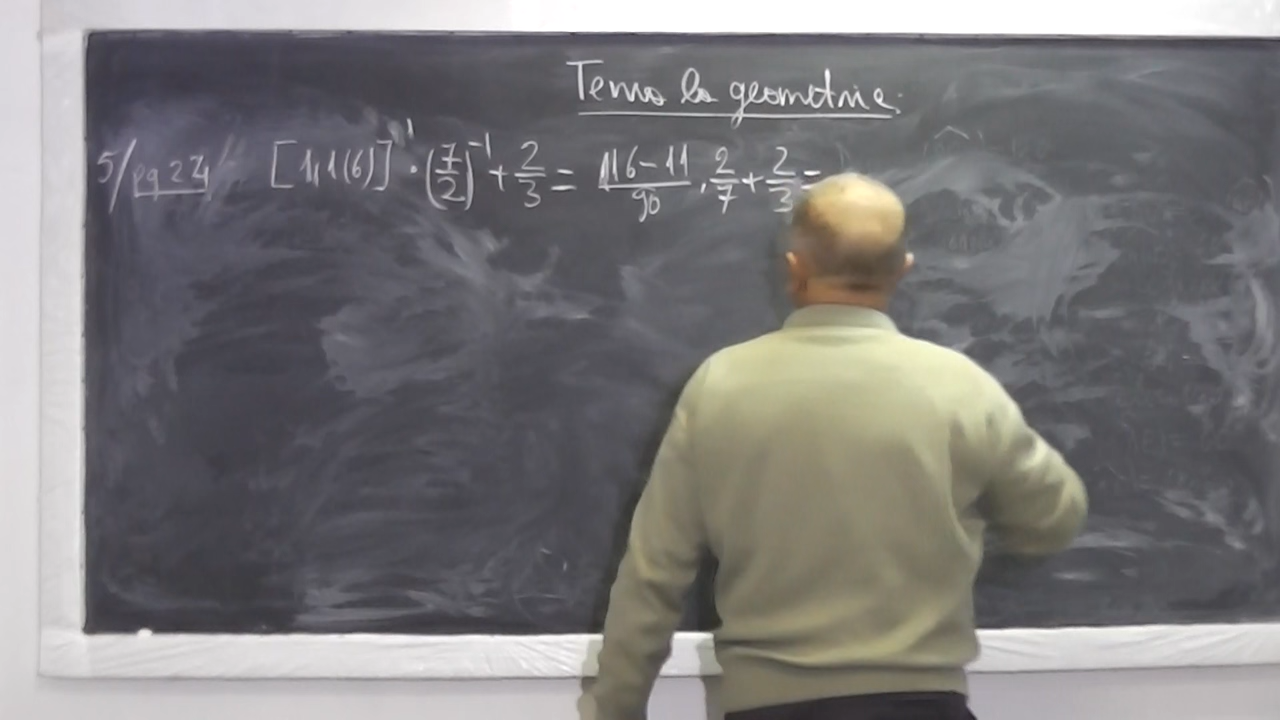 Tema la geometrie.
5/pg 24 [1,1(6)]¹ · (7/2)⁻¹ + 2/3 = 116-11/90 · 2/7 + 2/3 =